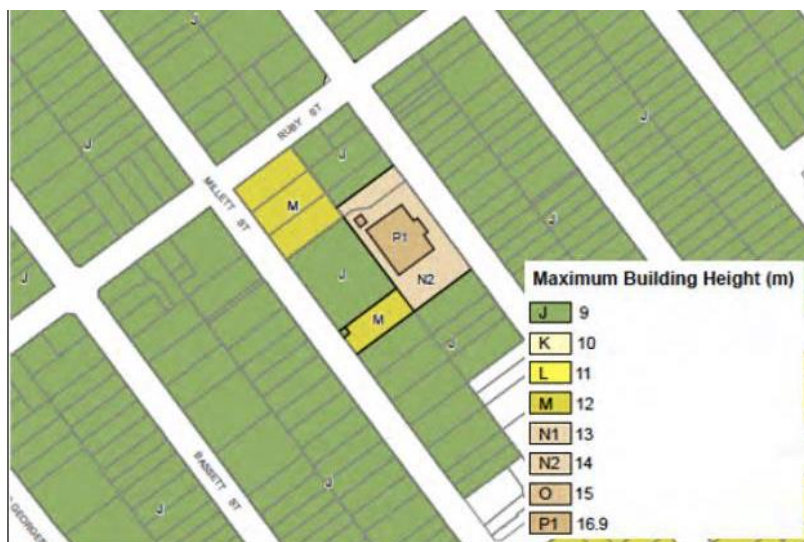 J
RUBY ST
J
J
J
M
MILLETT ST
P1
J
J
J
N2
M
J
BASSETT ST
J
J
Maximum Building Height (m)
J 9
K 10
L 11
M 12
N1 13
N2 14
O 15
P1 16.9